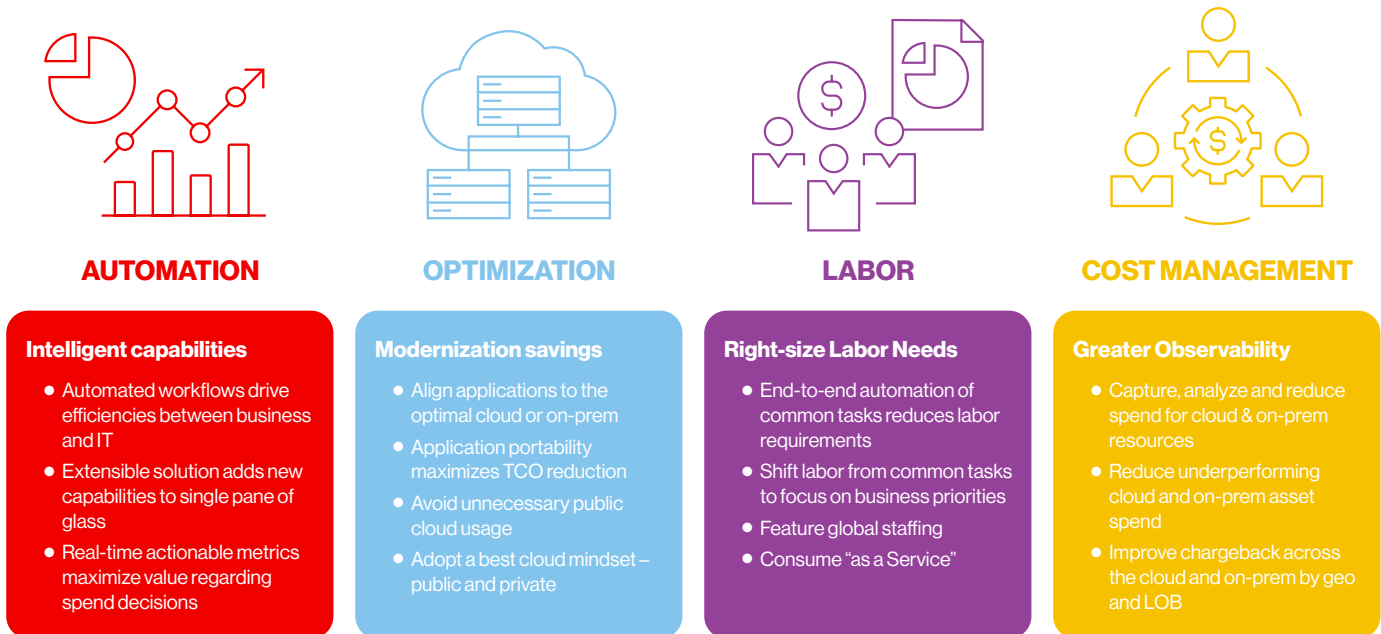 AUTOMATION
Intelligent capabilities
● Automated workflows drive
efficiencies between business
and IT
● Extensible solution adds new
capabilities to single pane of
glass
● Real-time actionable metrics
maximize value regarding
spend decisions
OPTIMIZATION
Modernization savings
● Align applications to the
optimal cloud or on-prem
● Application portability
maximizes TCO reduction
● Avoid unnecessary public
cloud usage
● Adopt a best cloud mindset –
public and private
$
LABOR
Right-size Labor Needs
● End-to-end automation of
common tasks reduces labor
requirements
● Shift labor from common tasks
to focus on business priorities
● Feature global staffing
● Consume “as a Service”
$
COST MANAGEMENT
Greater Observability
● Capture, analyze and reduce
spend for cloud & on-prem
resources
● Reduce underperforming
cloud and on-prem asset
spend
● Improve chargeback across
the cloud and on-prem by geo
and LOB